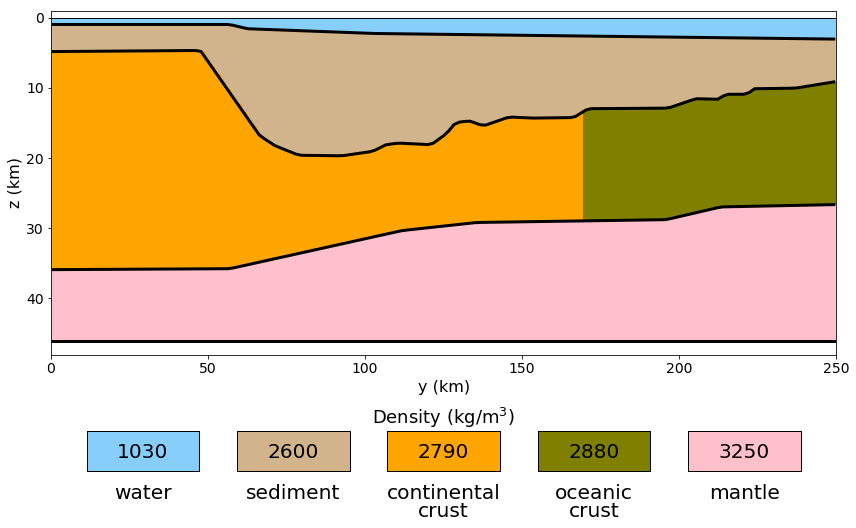 0
10
20
30
40
z (km)
0 50 100 150 200 250
y (km)
Density (kg/m³)
1030 2600 2790 2880 3250
water sediment continental crust oceanic crust mantle